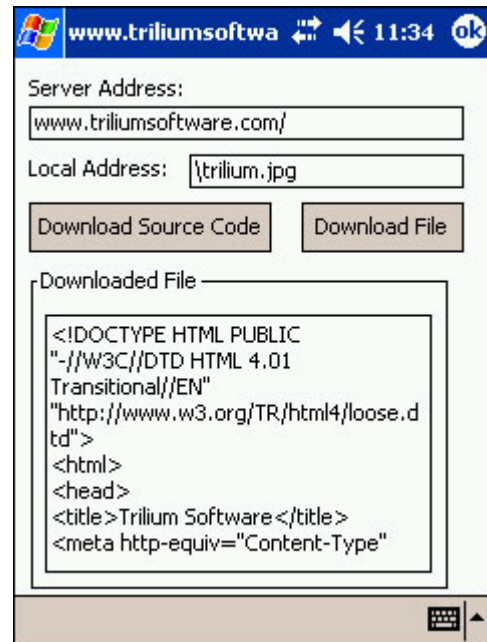 www.triliumsoftwa 11:34 ok
Server Address:
www.triliumsoftware.com/
Local Address: \trilium.jpg
Download Source Code Download File
Downloaded File
<!DOCTYPE HTML PUBLIC
"-//W3C//DTD HTML 4.01
Transitional//EN"
"http://www.w3.org/TR/html4/loose.d
td">
<html>
<head>
<title>Trilium Software</title>
<meta http-equiv="Content-Type"